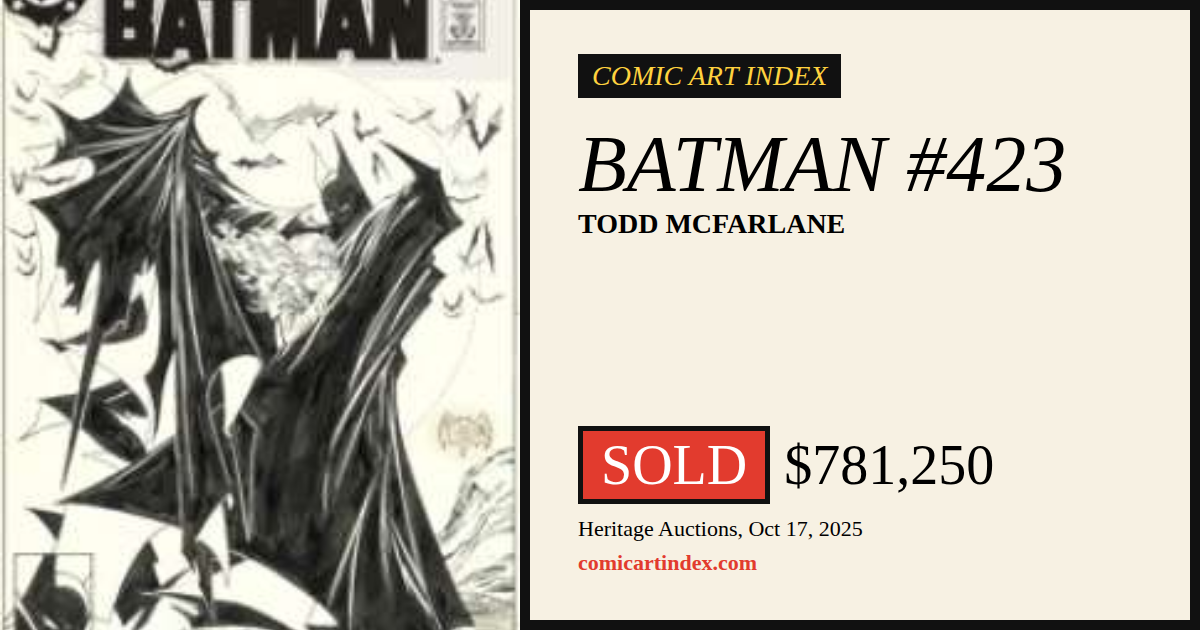 BATMAN
COMIC ART INDEX
BATMAN #423
TODD MCFARLANE
SOLD $781,250
Heritage Auctions, Oct 17, 2025
comicartindex.com